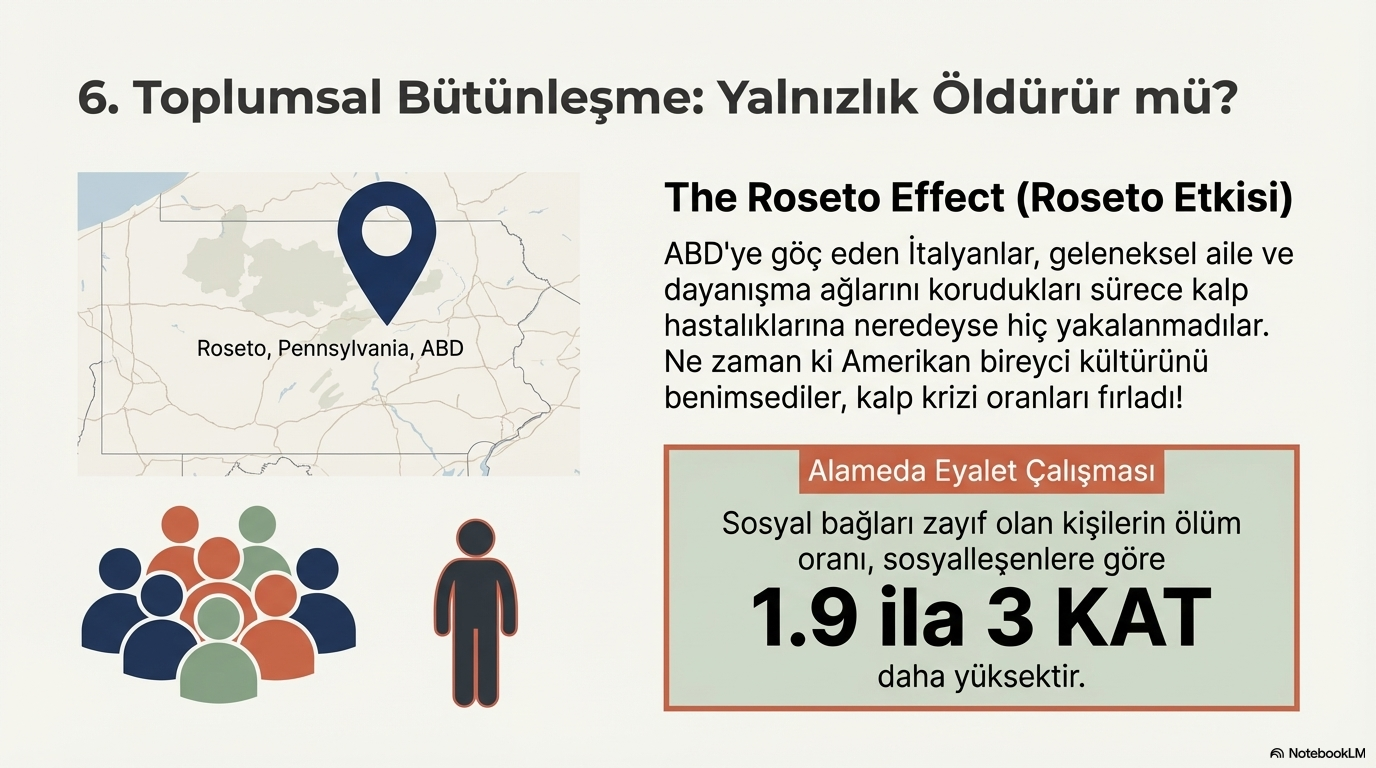 6. Toplumsal Bütünleşme: Yalnızlık Öldürür mü?
Roseto, Pennsylvania, ABD
The Roseto Effect (Roseto Etkisi)
ABD'ye göç eden İtalyanlar, geleneksel aile ve
dayanışma ağlarını korudukları sürece kalp
hastalıklarına neredeyse hiç yakalanmadılar.
Ne zaman ki Amerikan bireyci kültürünü
benimsediler, kalp krizi oranları fırladı!
Alameda Eyalet Çalışması
Sosyal bağları zayıf olan kişilerin ölüm
oranı, sosyalleşenlere göre
1.9 ila 3 KAT
daha yüksektir.
NotebookLM